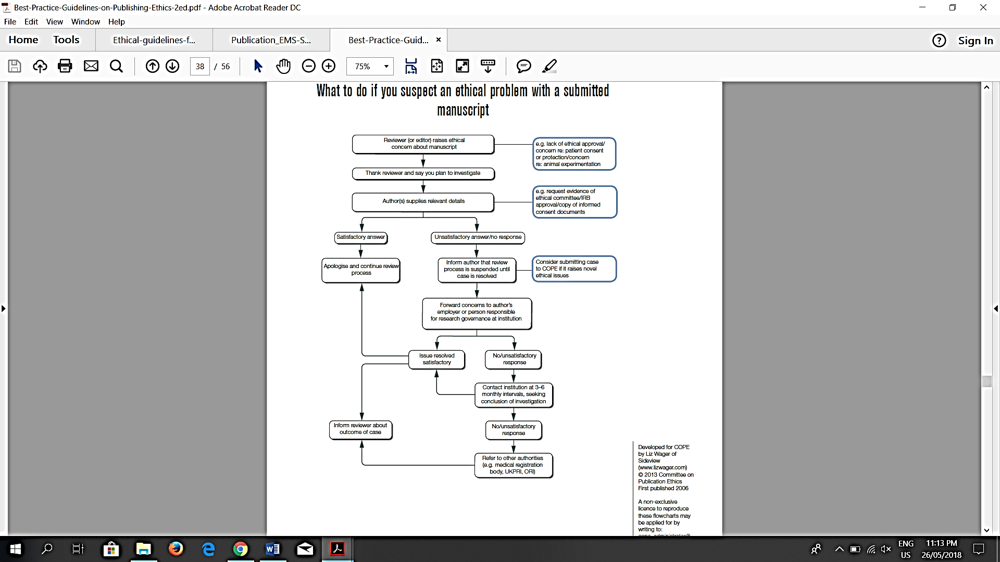 Best-Practice-Guidelines-on-Publishing-Ethics-2ed.pdf - Adobe Acrobat Reader DC
File Edit View Window Help
Home Tools Ethical-guidelines-f... Publication_EMS-S... Best-Practice-Guid... × ? Sign In
38 / 56 75%
What to do if you suspect an ethical problem with a submitted
manuscript
Reviewer (or editor) raises ethical
concern about manuscript
e.g. lack of ethical approval/
concern re: patient consent
or protection/concern
re: animal experimentation
Thank reviewer and say you plan to investigate
Author(s) supplies relevant details
e.g. request evidence of
ethical committee/IRB
approval/copy of informed
consent documents
Satisfactory answer
Unsatisfactory answer/no response
Apologise and continue review
process
Inform author that review
process is suspended until
case is resolved
Consider submitting case
to COPE if it raises novel
ethical issues
Forward concerns to author's
employer or person responsible
for research governance at institution
Issue resolved
satisfactory
No/unsatisfactory
response
Contact institution at 3–6
monthly intervals, seeking
conclusion of investigation
Inform reviewer about
outcome of case
No/unsatisfactory
response
Refer to other authorities
(e.g. medical registration
body, UKPRI, ORI)
Developed for COPE
by Liz Wager of
Sideview
(www.lizwager.com)
© 2013 Committee on
Publication Ethics
First published 2006
A non-exclusive
licence to reproduce
these flowcharts may
be applied for by
writing to:
ENG
US
11:13 PM
26/05/2018